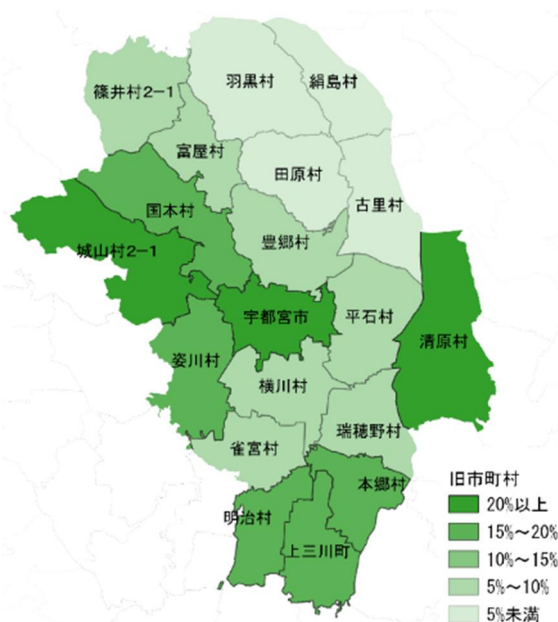 羽黒村
絹島村
篠井村2-1
富屋村
田原村
古里村
国本村
豊郷村
城山村2-1
宇都宮市
平石村
清原村
姿川村
横川村
瑞穂野村
雀宮村
本郷村
明治村
上三川町
旧市町村
20%以上
15%~20%
10%~15%
5%~10%
5%未満